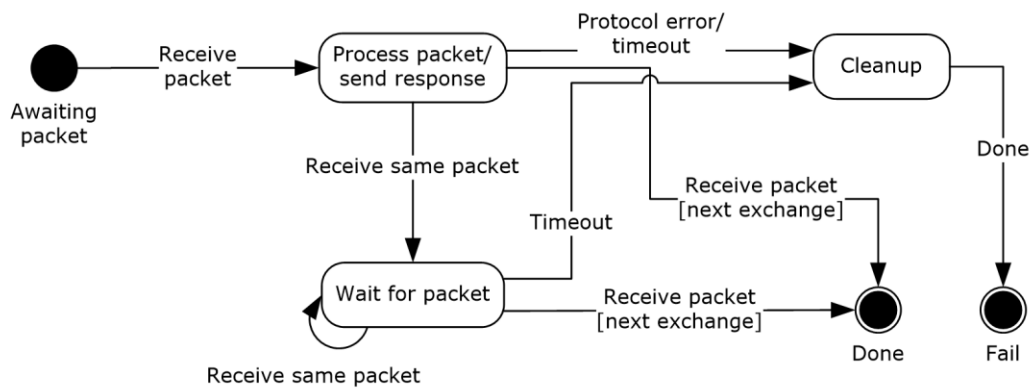 Protocol error/
timeout
Receive
packet
Process packet/
send response
Cleanup
Awaiting
packet
Done
Receive same packet
Receive packet
[next exchange]
Timeout
Wait for packet
Receive packet
[next exchange]
Done
Fail
Receive same packet